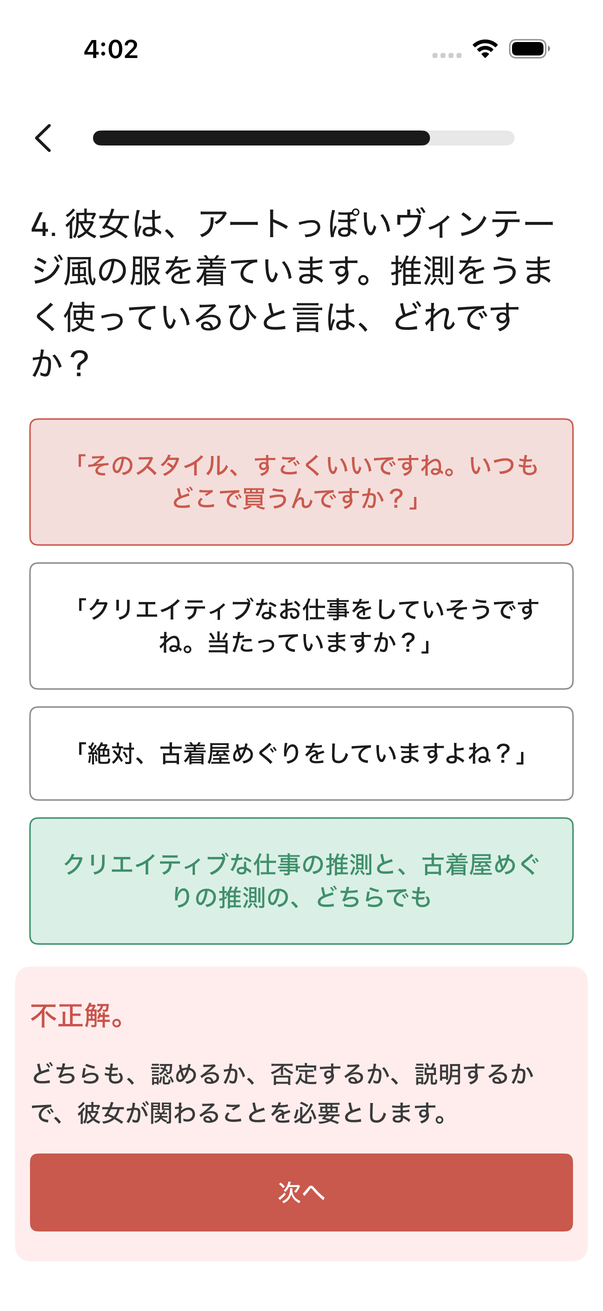 4:02
4. 彼女は、アートっぽいヴィンテー
ジ風の服を着ています。推測をうま
く使っているひと言は、どれです
か？
「そのスタイル、すごくいいですね。いつも
どこで買うんですか？」
「クリエイティブなお仕事をしていそうです
ね。当たっていますか？」
「絶対、古着屋めぐりをしていますよね？」
クリエイティブな仕事の推測と、古着屋めぐ
りの推測の、どちらでも
不正解。
どちらも、認めるか、否定するか、説明するか
で、彼女が関わることを必要とします。
次へ